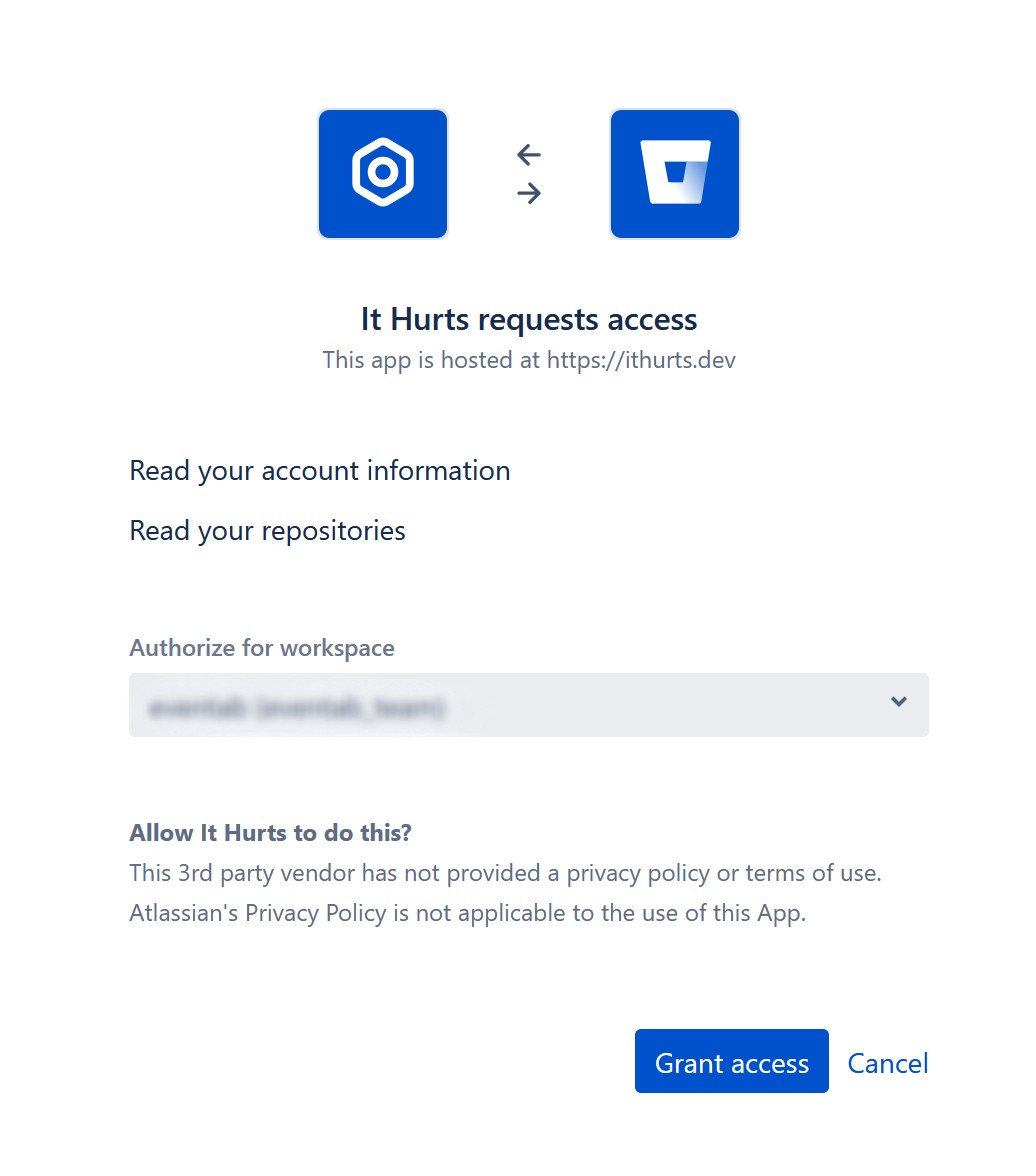 It Hurts requests access
This app is hosted at https://ithurts.dev
Read your account information
Read your repositories
Authorize for workspace
Allow It Hurts to do this?
This 3rd party vendor has not provided a privacy policy or terms of use.
Atlassian's Privacy Policy is not applicable to the use of this App.
Grant access
Cancel